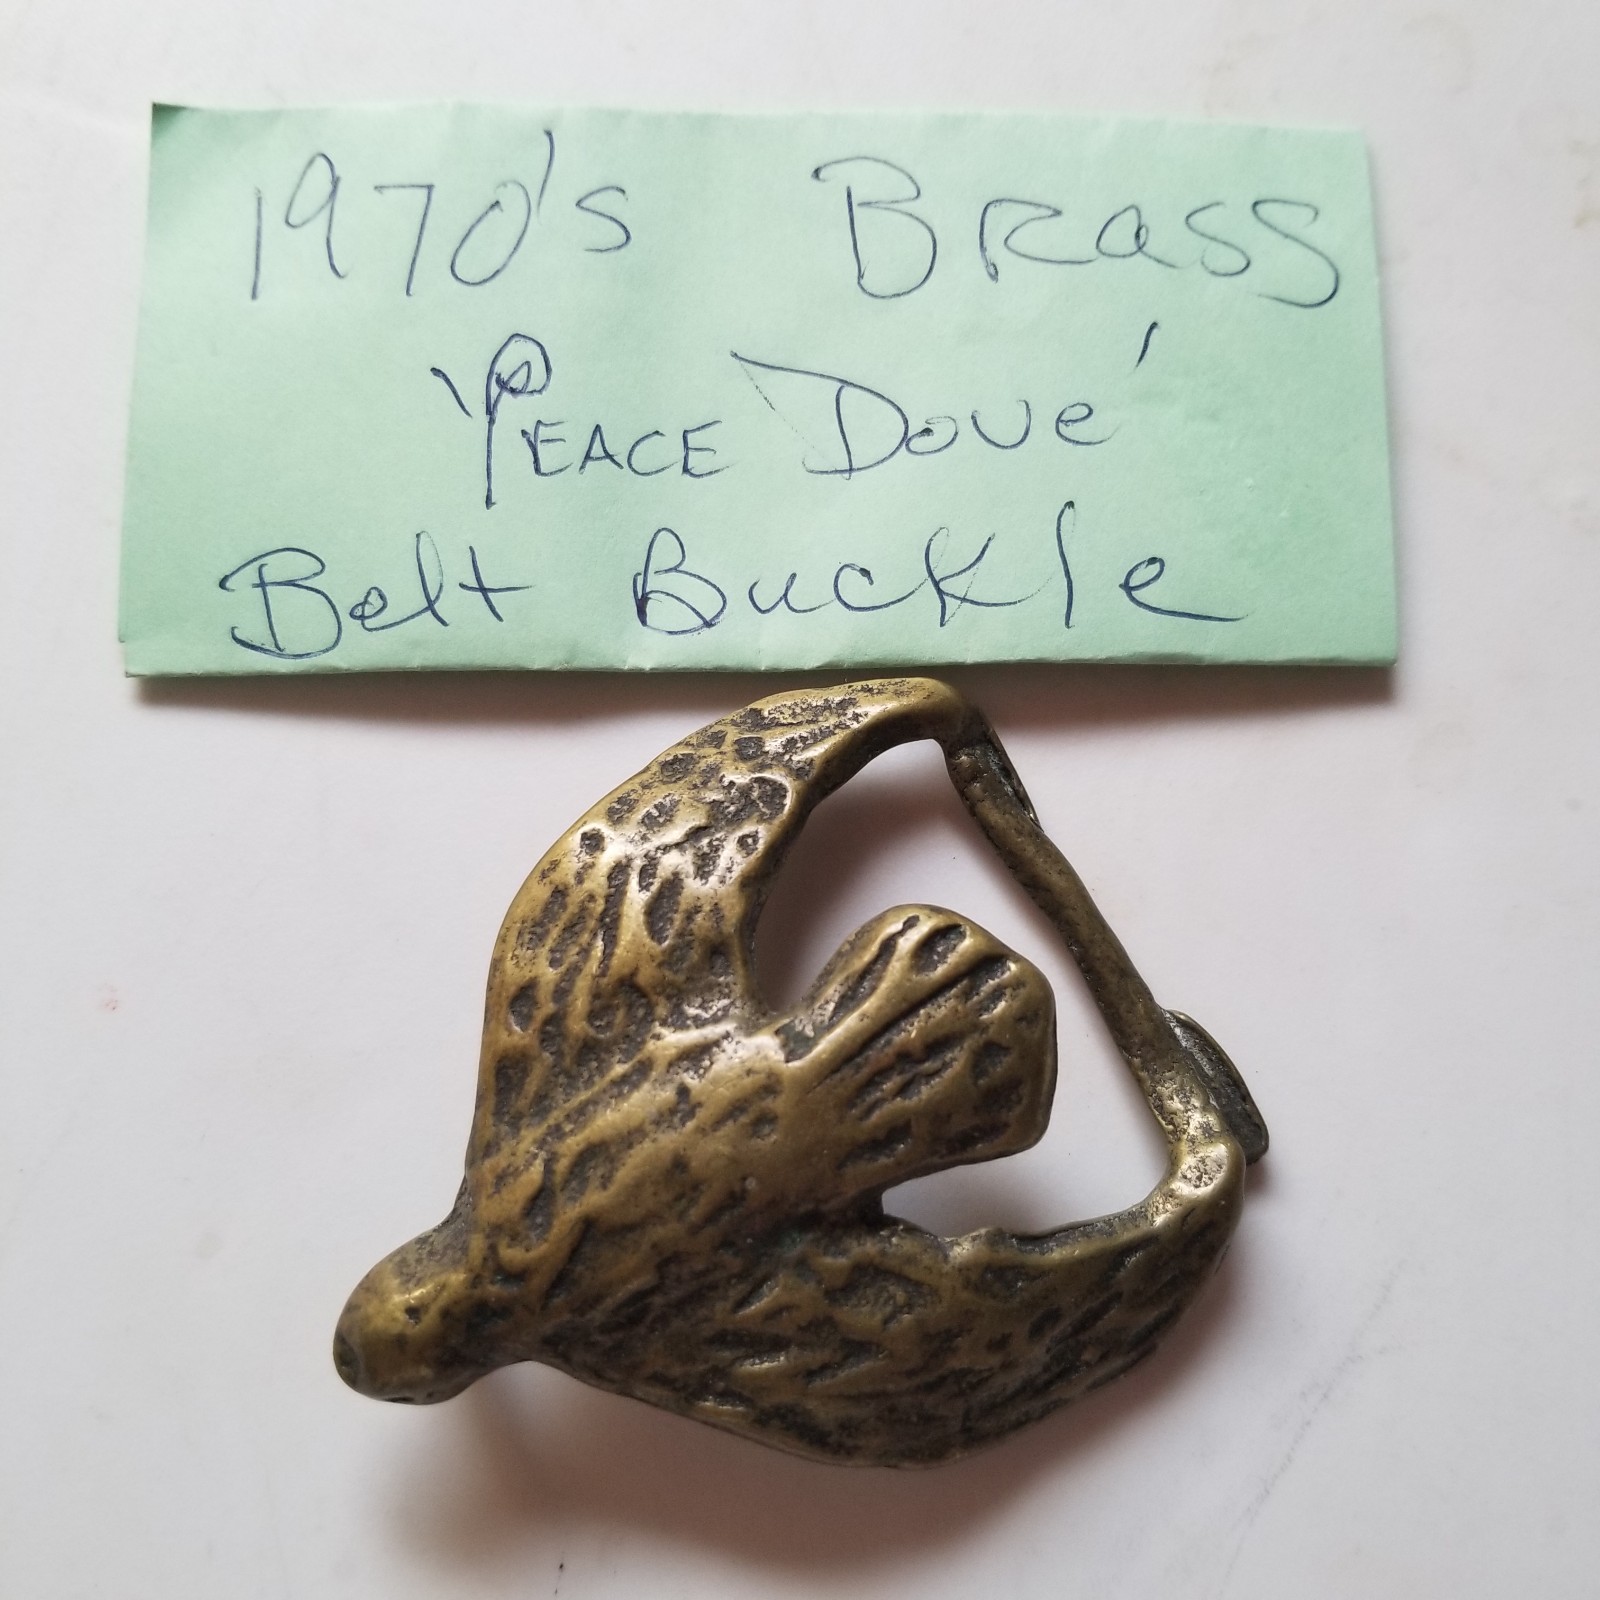 1970's Brass
'Peace Dove'
Belt Buckle